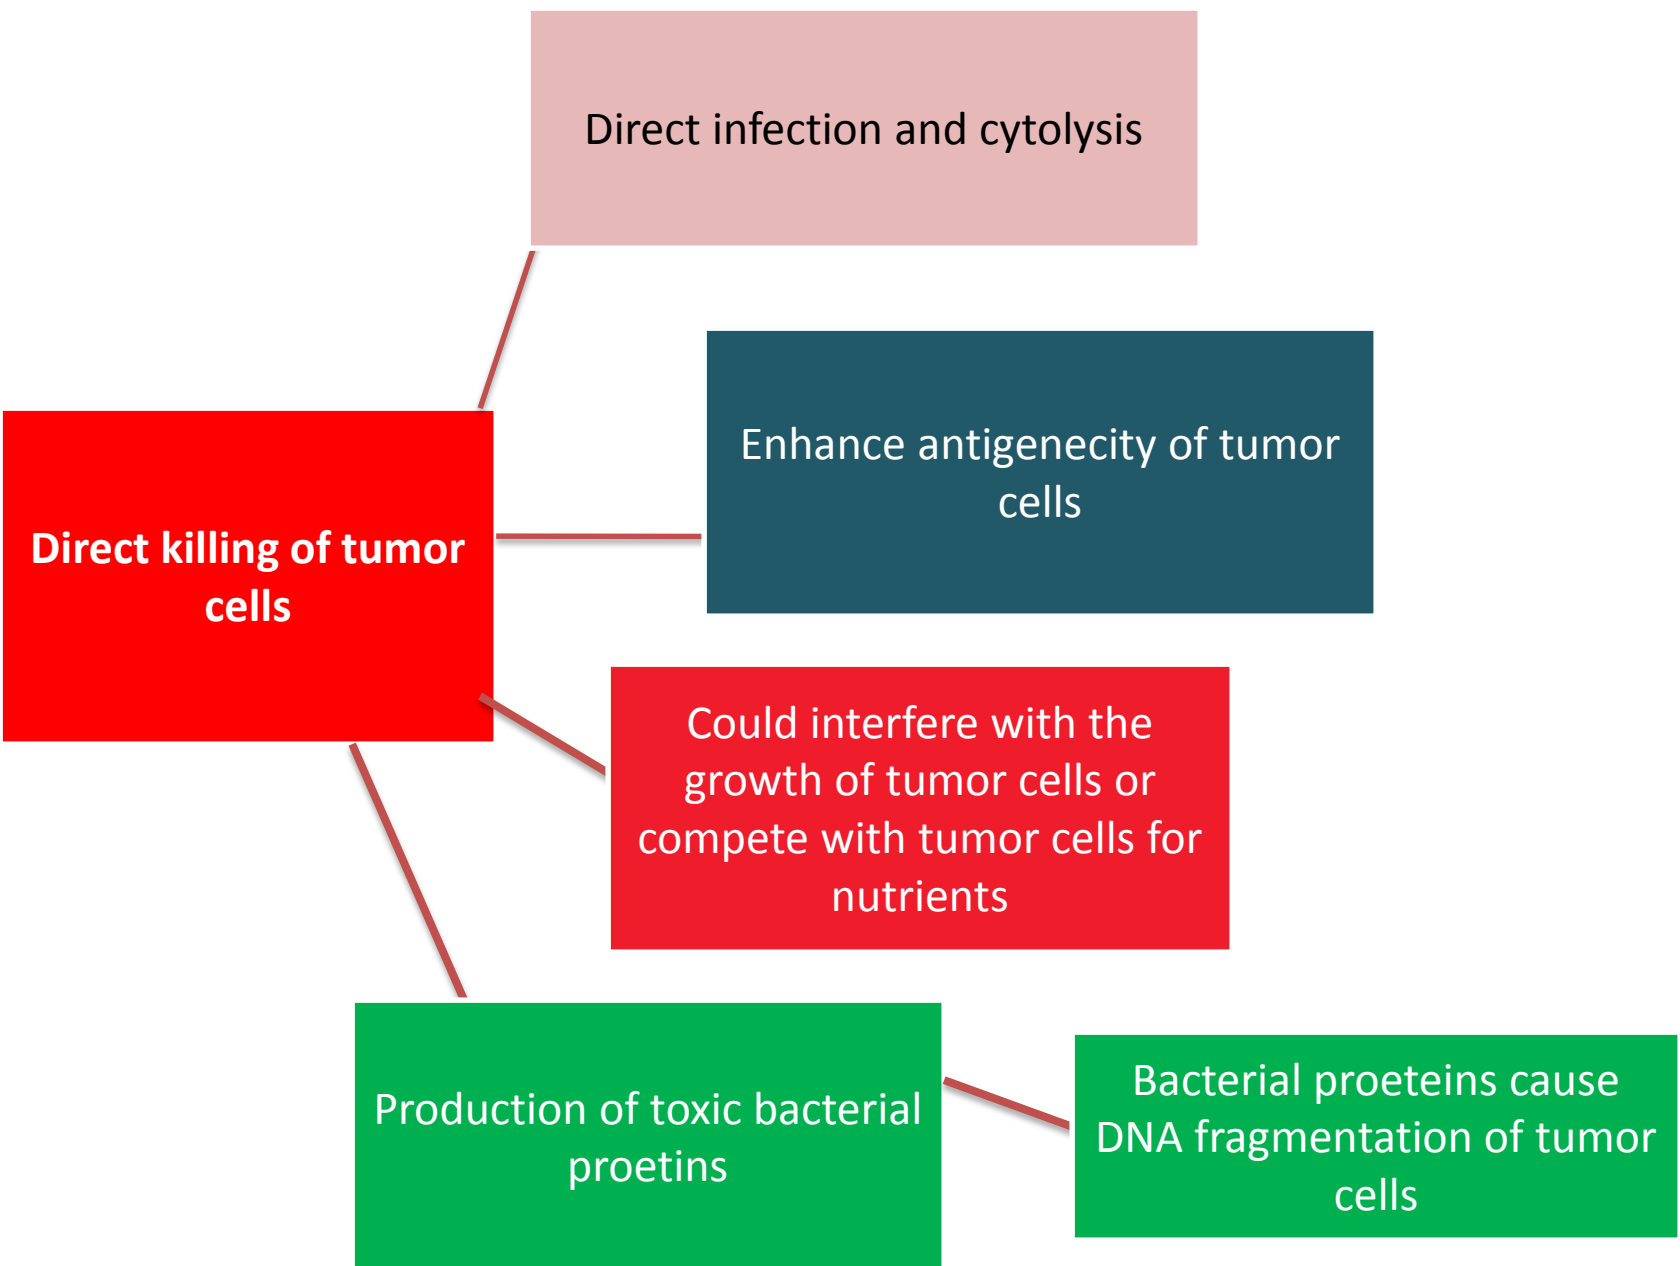 Direct infection and cytolysis
Enhance antigenecity of tumor
cells
Direct killing of tumor
cells
Could interfere with the
growth of tumor cells or
compete with tumor cells for
nutrients
Production of toxic bacterial
proetins
Bacterial proeteins cause
DNA fragmentation of tumor
cells